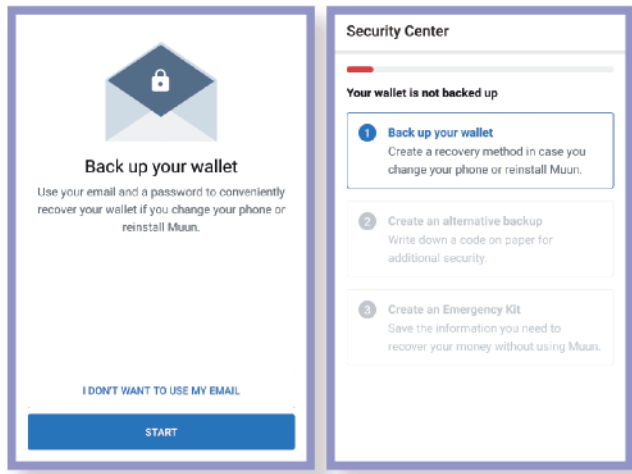 Back up your wallet
Use your email and a password to conveniently
recover your wallet if you change your phone or
reinstall Muun.
I DON'T WANT TO USE MY EMAIL
START
Security Center
Your wallet is not backed up
1 Back up your wallet
Create a recovery method in case you
change your phone or reinstall Muun.
2 Create an alternative backup
Write down a code on paper for
additional security.
3 Create an Emergency Kit
Save the information you need to
recover your money without using Muun.